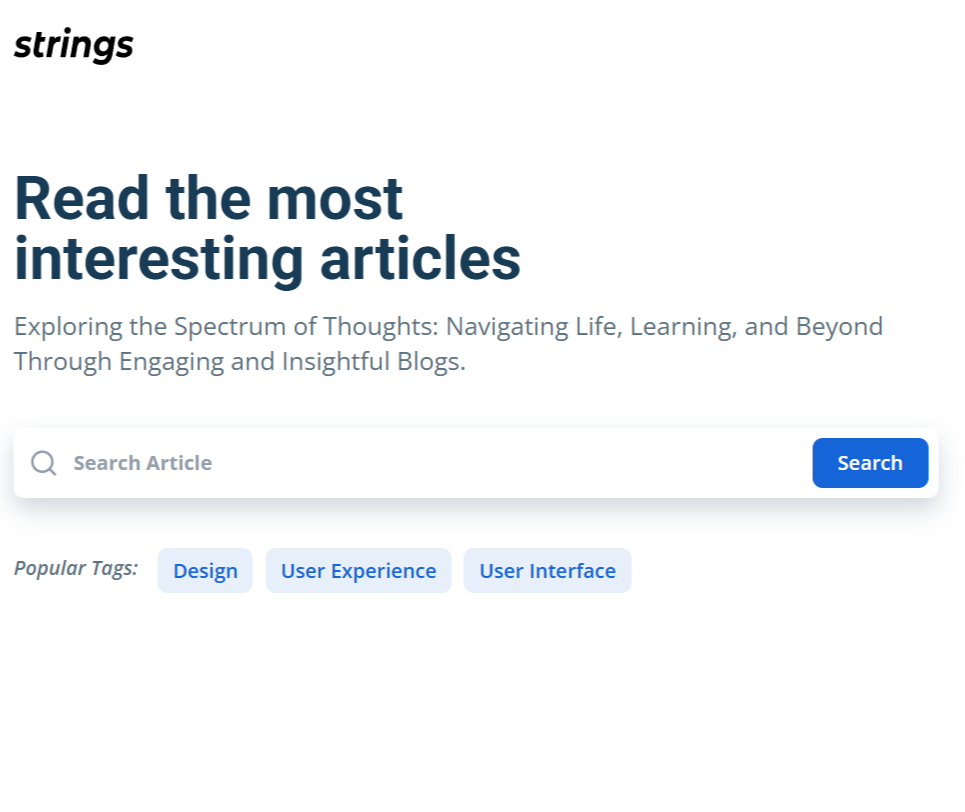 strings
Read the most
interesting articles
Exploring the Spectrum of Thoughts: Navigating Life, Learning, and Beyond
Through Engaging and Insightful Blogs.
Search Article Search
Popular Tags: Design User Experience User Interface